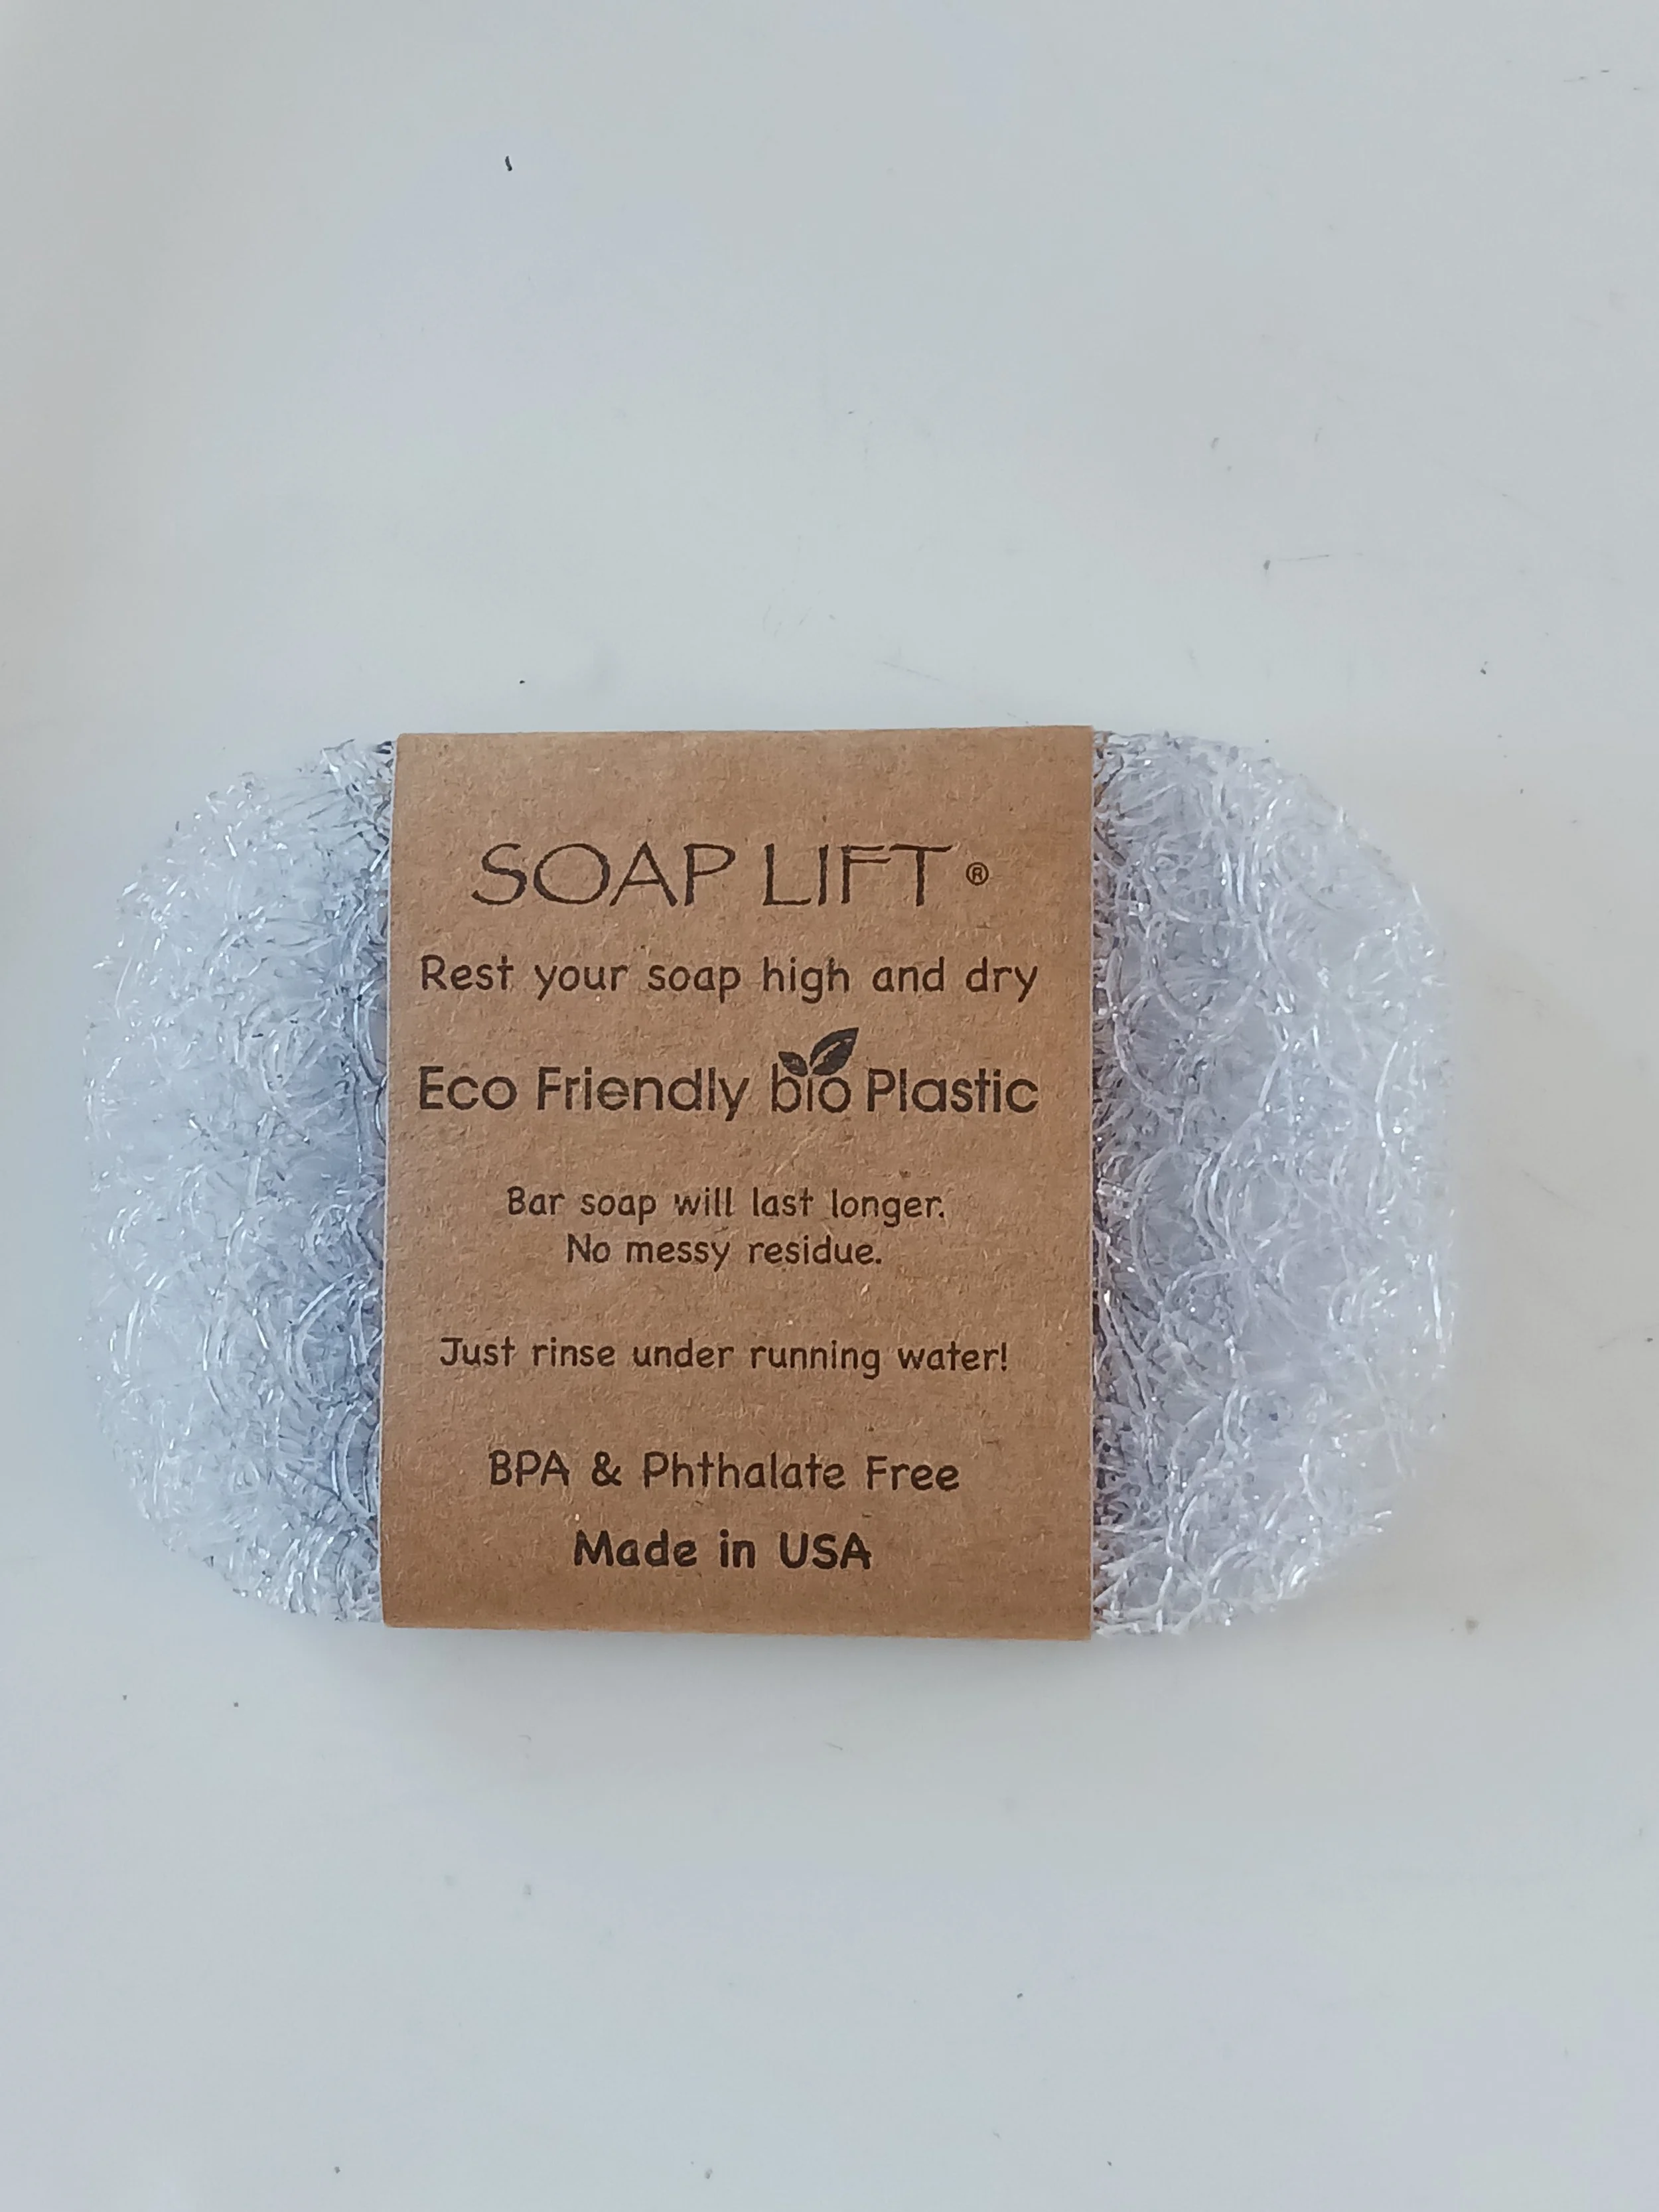 SOAP LIFT ®
Rest your soap high and dry
Eco Friendly bio Plastic
Bar soap will last longer.
No messy residue.
Just rinse under running water!
BPA & Phthalate Free
Made in USA